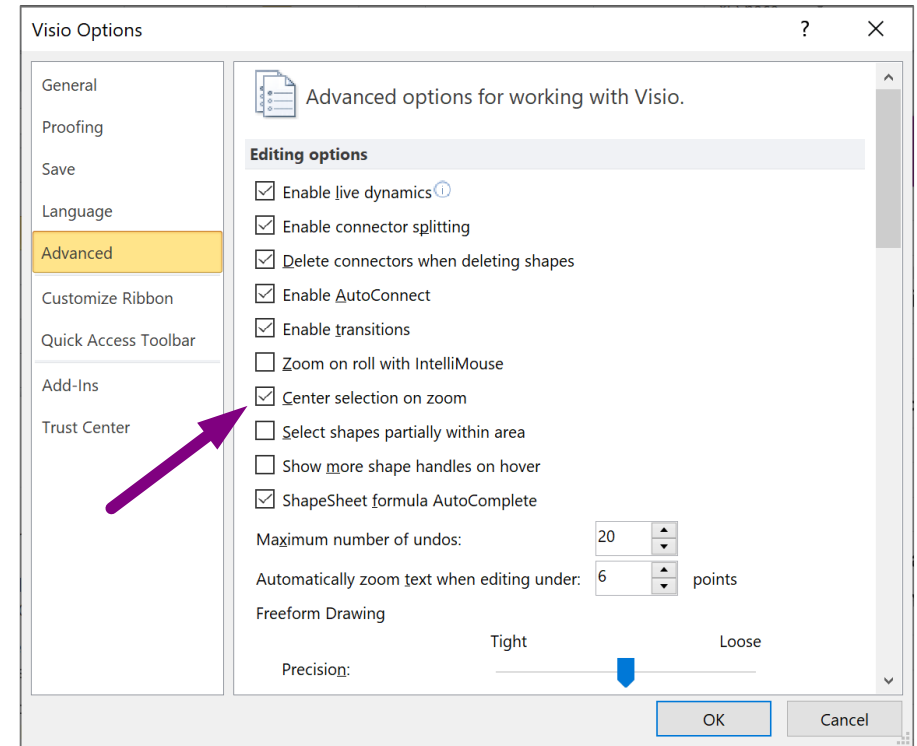 Visio Options
?
General
Proofing
Save
Language
Advanced
Customize Ribbon
Quick Access Toolbar
Add-Ins
Trust Center
Advanced options for working with Visio.
Editing options
Enable live dynamics
Enable connector splitting
Delete connectors when deleting shapes
Enable AutoConnect
Enable transitions
Zoom on roll with IntelliMouse
Center selection on zoom
Select shapes partially within area
Show more shape handles on hover
ShapeSheet formula AutoComplete
Maximum number of undos: 20
Automatically zoom text when editing under: 6 points
Freeform Drawing
Tight Loose
Precision:
OK Cancel